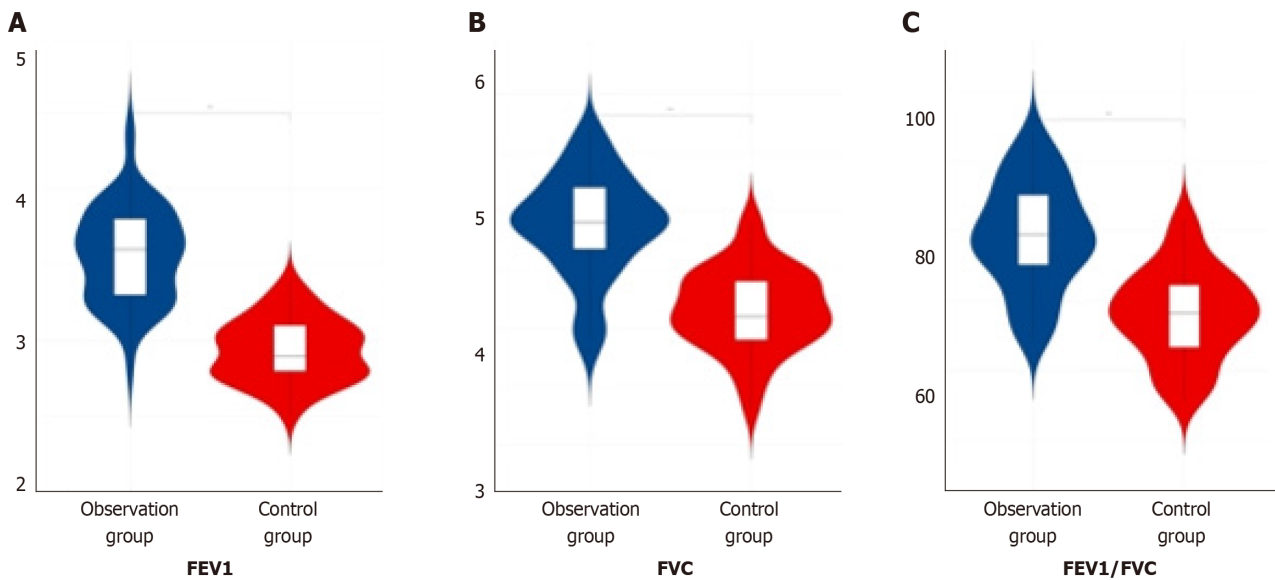 A
5
4
3
2
Observation group
Control group
FEV1
B
6
5
4
3
Observation group
Control group
FVC
C
100
80
60
Observation group
Control group
FEV1/FVC